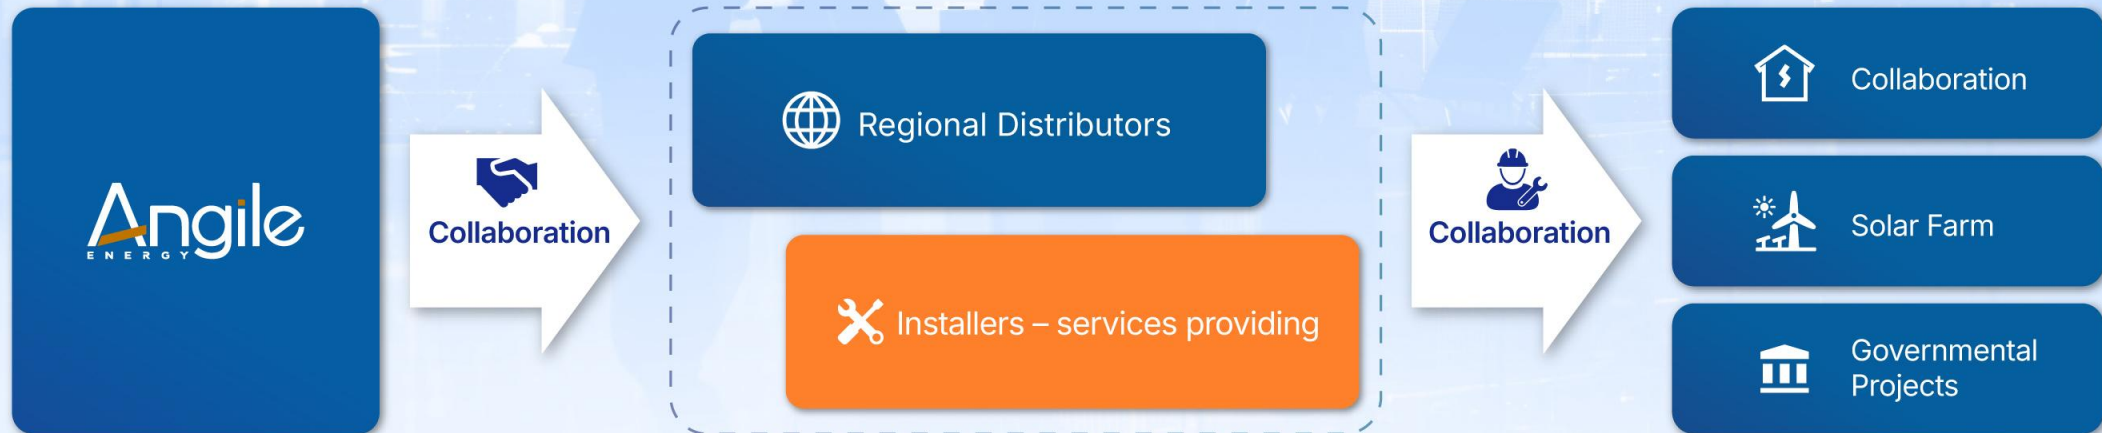 Angile
ENERGY
Collaboration
Regional Distributors
Installers – services providing
Collaboration
Collaboration
Solar Farm
Governmental
Projects